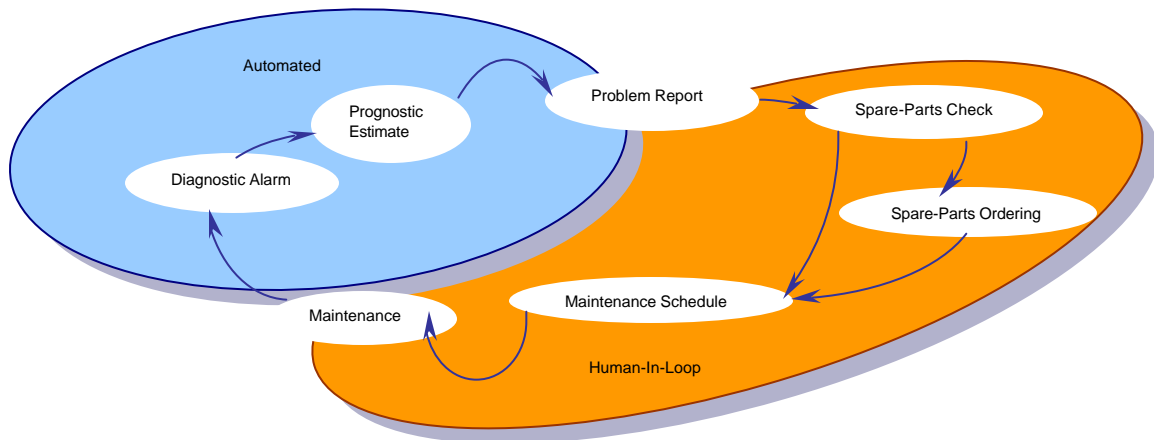 Automated
Prognostic
Estimate
Problem Report
Spare-Parts Check
Diagnostic Alarm
Spare-Parts Ordering
Maintenance
Maintenance Schedule
Human-In-Loop